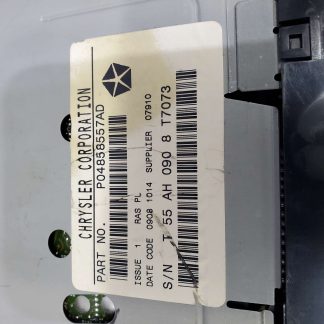 CHRYSLER CORPORATION
PART NO. P04858557AD
ISSUE 1 RAS PL
DATE CODE 0908 1014 SUPPLIER 07910
S/N T 55 AH 090 8 T7073